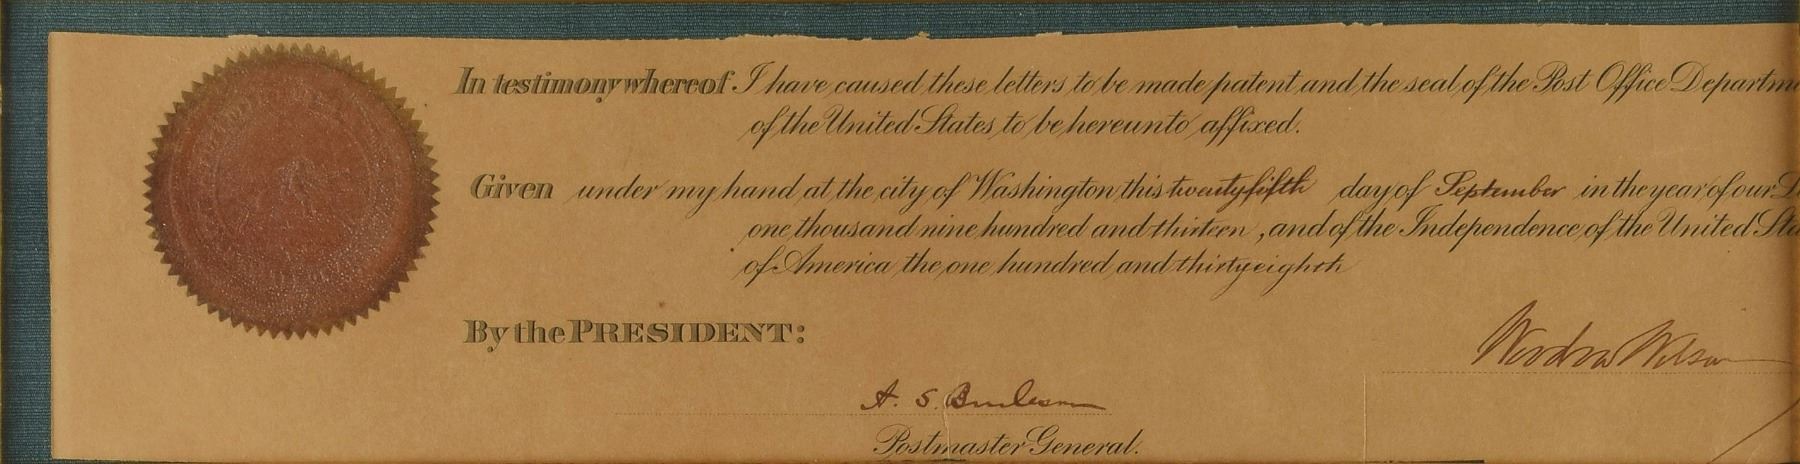 In testimony whereof I have caused these letters to be made patent and the seal of the Post Office Departme
of the United States to be hereunto affixed.
Given under my hand at the city of Washington this twentyfifth day of September in the year of our L
one thousand nine hundred and thirteen, and of the Independence of the United Sta
of America the one hundred and thirtyeighth
By the PRESIDENT:
Woodrow Wilson
A. S. Burleson
Postmaster General.